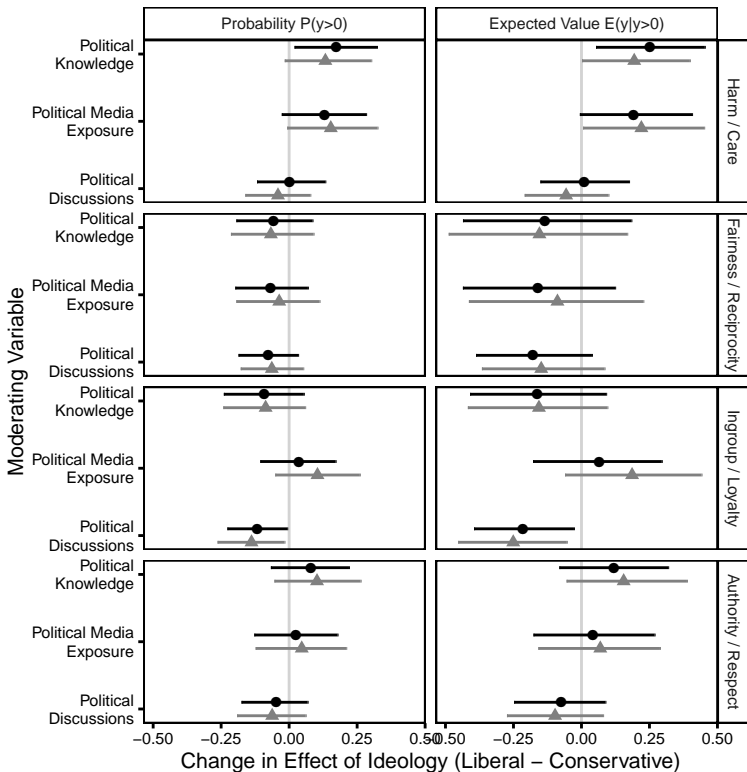 Probability P(y>0)
Expected Value E(y|y>0)
Political
Knowledge
Political Media
Exposure
Political
Discussions
Harm / Care
Political
Knowledge
Political Media
Exposure
Political
Discussions
Fairness / Reciprocity
Political
Knowledge
Political Media
Exposure
Political
Discussions
Ingroup / Loyalty
Political
Knowledge
Political Media
Exposure
Political
Discussions
Authority / Respect
Moderating Variable
−0.50 −0.25 0.00 0.25 0.50
−0.50 −0.25 0.00 0.25 0.50
Change in Effect of Ideology (Liberal − Conservative)